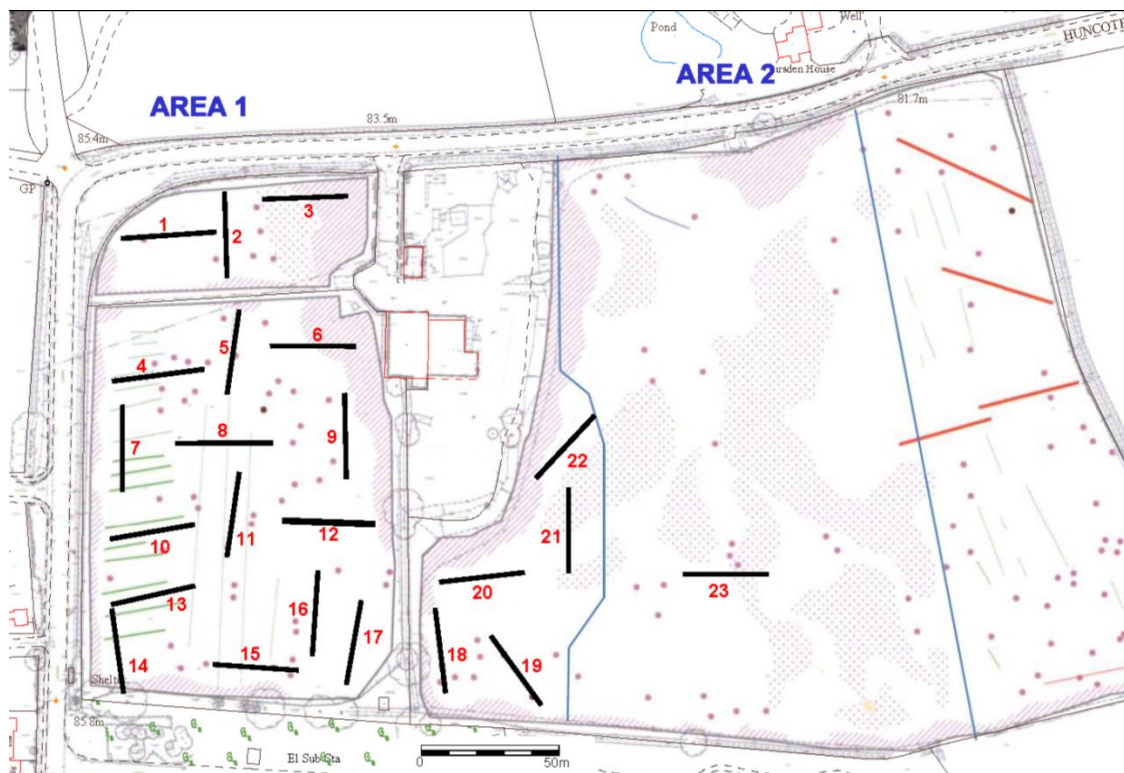 Well
Pond
HUNCOTE
AREA 2
rsden House
AREA 1
81.7m
83.5m
85.4m
GP
3
1
2
5
6
4
9
8
7
22
11
12
21
10
20
23
13
16
17
18
19
15
14
Shelter
85.8m
El Sub Sta
0
50m